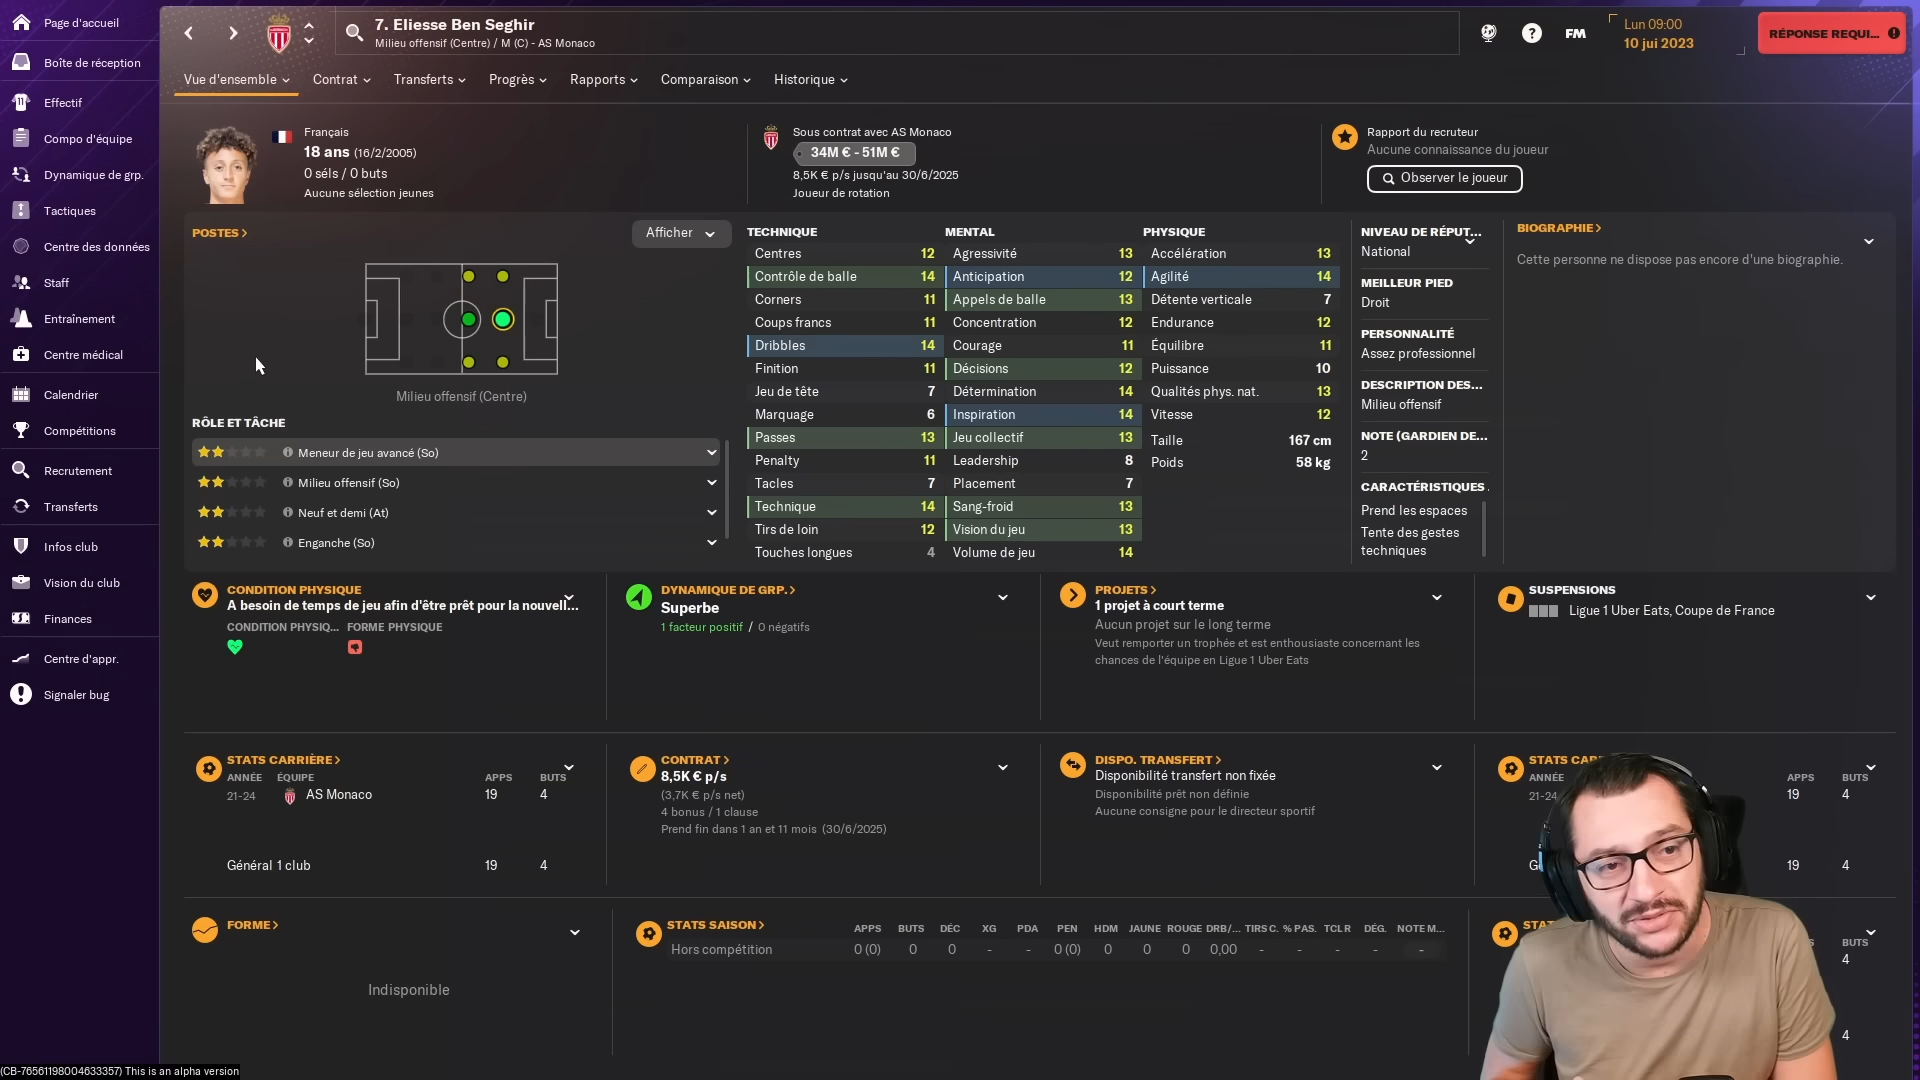 Page d'accueil
Boîte de réception
Effectif
Compo d'équipe
Dynamique de grp.
Tactiques
Centre des données
Staff
Entraînement
Centre médical
Calendrier
Compétitions
Recrutement
Transferts
Infos club
Vision du club
Finances
Centre d'appr.
Signaler bug
7. Eliesse Ben Seghir
Milieu offensif (Centre) / M (C) - AS Monaco
?
FM
Lun 09:00
10 jui 2023
RÉPONSE REQUI...
Vue d'ensemble
Contrat
Transferts
Progrès
Rapports
Comparaison
Historique
Français
18 ans (16/2/2005)
0 séls / 0 buts
Aucune sélection jeunes
Sous contrat avec AS Monaco
34M € - 51M €
8,5K € p/s jusqu'au 30/6/2025
Joueur de rotation
Rapport du recruteur
Aucune connaissance du joueur
Observer le joueur
POSTES >
Afficher
Milieu offensif (Centre)
RÔLE ET TÂCHE
Meneur de jeu avancé (So)
Milieu offensif (So)
Neuf et demi (At)
Enganche (So)
TECHNIQUE
Centres 12
Contrôle de balle 14
Corners 11
Coups francs 11
Dribbles 14
Finition 11
Jeu de tête 7
Marquage 6
Passes 13
Penalty 11
Tacles 7
Technique 14
Tirs de loin 12
Touches longues 4
MENTAL
Agressivité 13
Anticipation 12
Appels de balle 13
Concentration 12
Courage 11
Décisions 12
Détermination 14
Inspiration 14
Jeu collectif 13
Leadership 8
Placement 7
Sang-froid 13
Vision du jeu 13
Volume de jeu 14
PHYSIQUE
Accélération 13
Agilité 14
Détente verticale 7
Endurance 12
Équilibre 11
Puissance 10
Qualités phys. nat. 13
Vitesse 12
Taille 167 cm
Poids 58 kg
NIVEAU DE RÉPUT...
National
MEILLEUR PIED
Droit
PERSONNALITÉ
Assez professionnel
DESCRIPTION DES...
Milieu offensif
NOTE (GARDIEN DE...
2
CARACTÉRISTIQUES
Prend les espaces
Tente des gestes
techniques
BIOGRAPHIE >
Cette personne ne dispose pas encore d'une biographie.
CONDITION PHYSIQUE
A besoin de temps de jeu afin d'être prêt pour la nouvell...
CONDITION PHYSIQ... FORME PHYSIQUE
DYNAMIQUE DE GRP. >
Superbe
1 facteur positif / 0 négatifs
PROJETS >
1 projet à court terme
Aucun projet sur le long terme
Veut remporter un trophée et est enthousiaste concernant les
chances de l'équipe en Ligue 1 Uber Eats
SUSPENSIONS
Ligue 1 Uber Eats, Coupe de France
STATS CARRIÈRE >
ANNÉE ÉQUIPE APPS BUTS
21-24 AS Monaco 19 4
Général 1 club 19 4
CONTRAT >
8,5K € p/s
(3,7K € p/s net)
4 bonus / 1 clause
Prend fin dans 1 an et 11 mois (30/6/2025)
DISPO. TRANSFERT >
Disponibilité transfert non fixée
Disponibilité prêt non définie
Aucune consigne pour le directeur sportif
STATS CAR
ANNÉE APPS BUTS
21-24 19 4
19 4
FORME >
Indisponible
STATS SAISON >
APPS BUTS DÉC XG PDA PEN HDM JAUNE ROUGE DRB/... TIRS C. % PAS. TCL R DÉG. NOTE M...
Hors compétition 0 (0) 0 0 - - 0 (0) 0 0 0 0,00 - - - - -
STAT
BUTS
4
4
(CB-76561198004633357) This is an alpha version